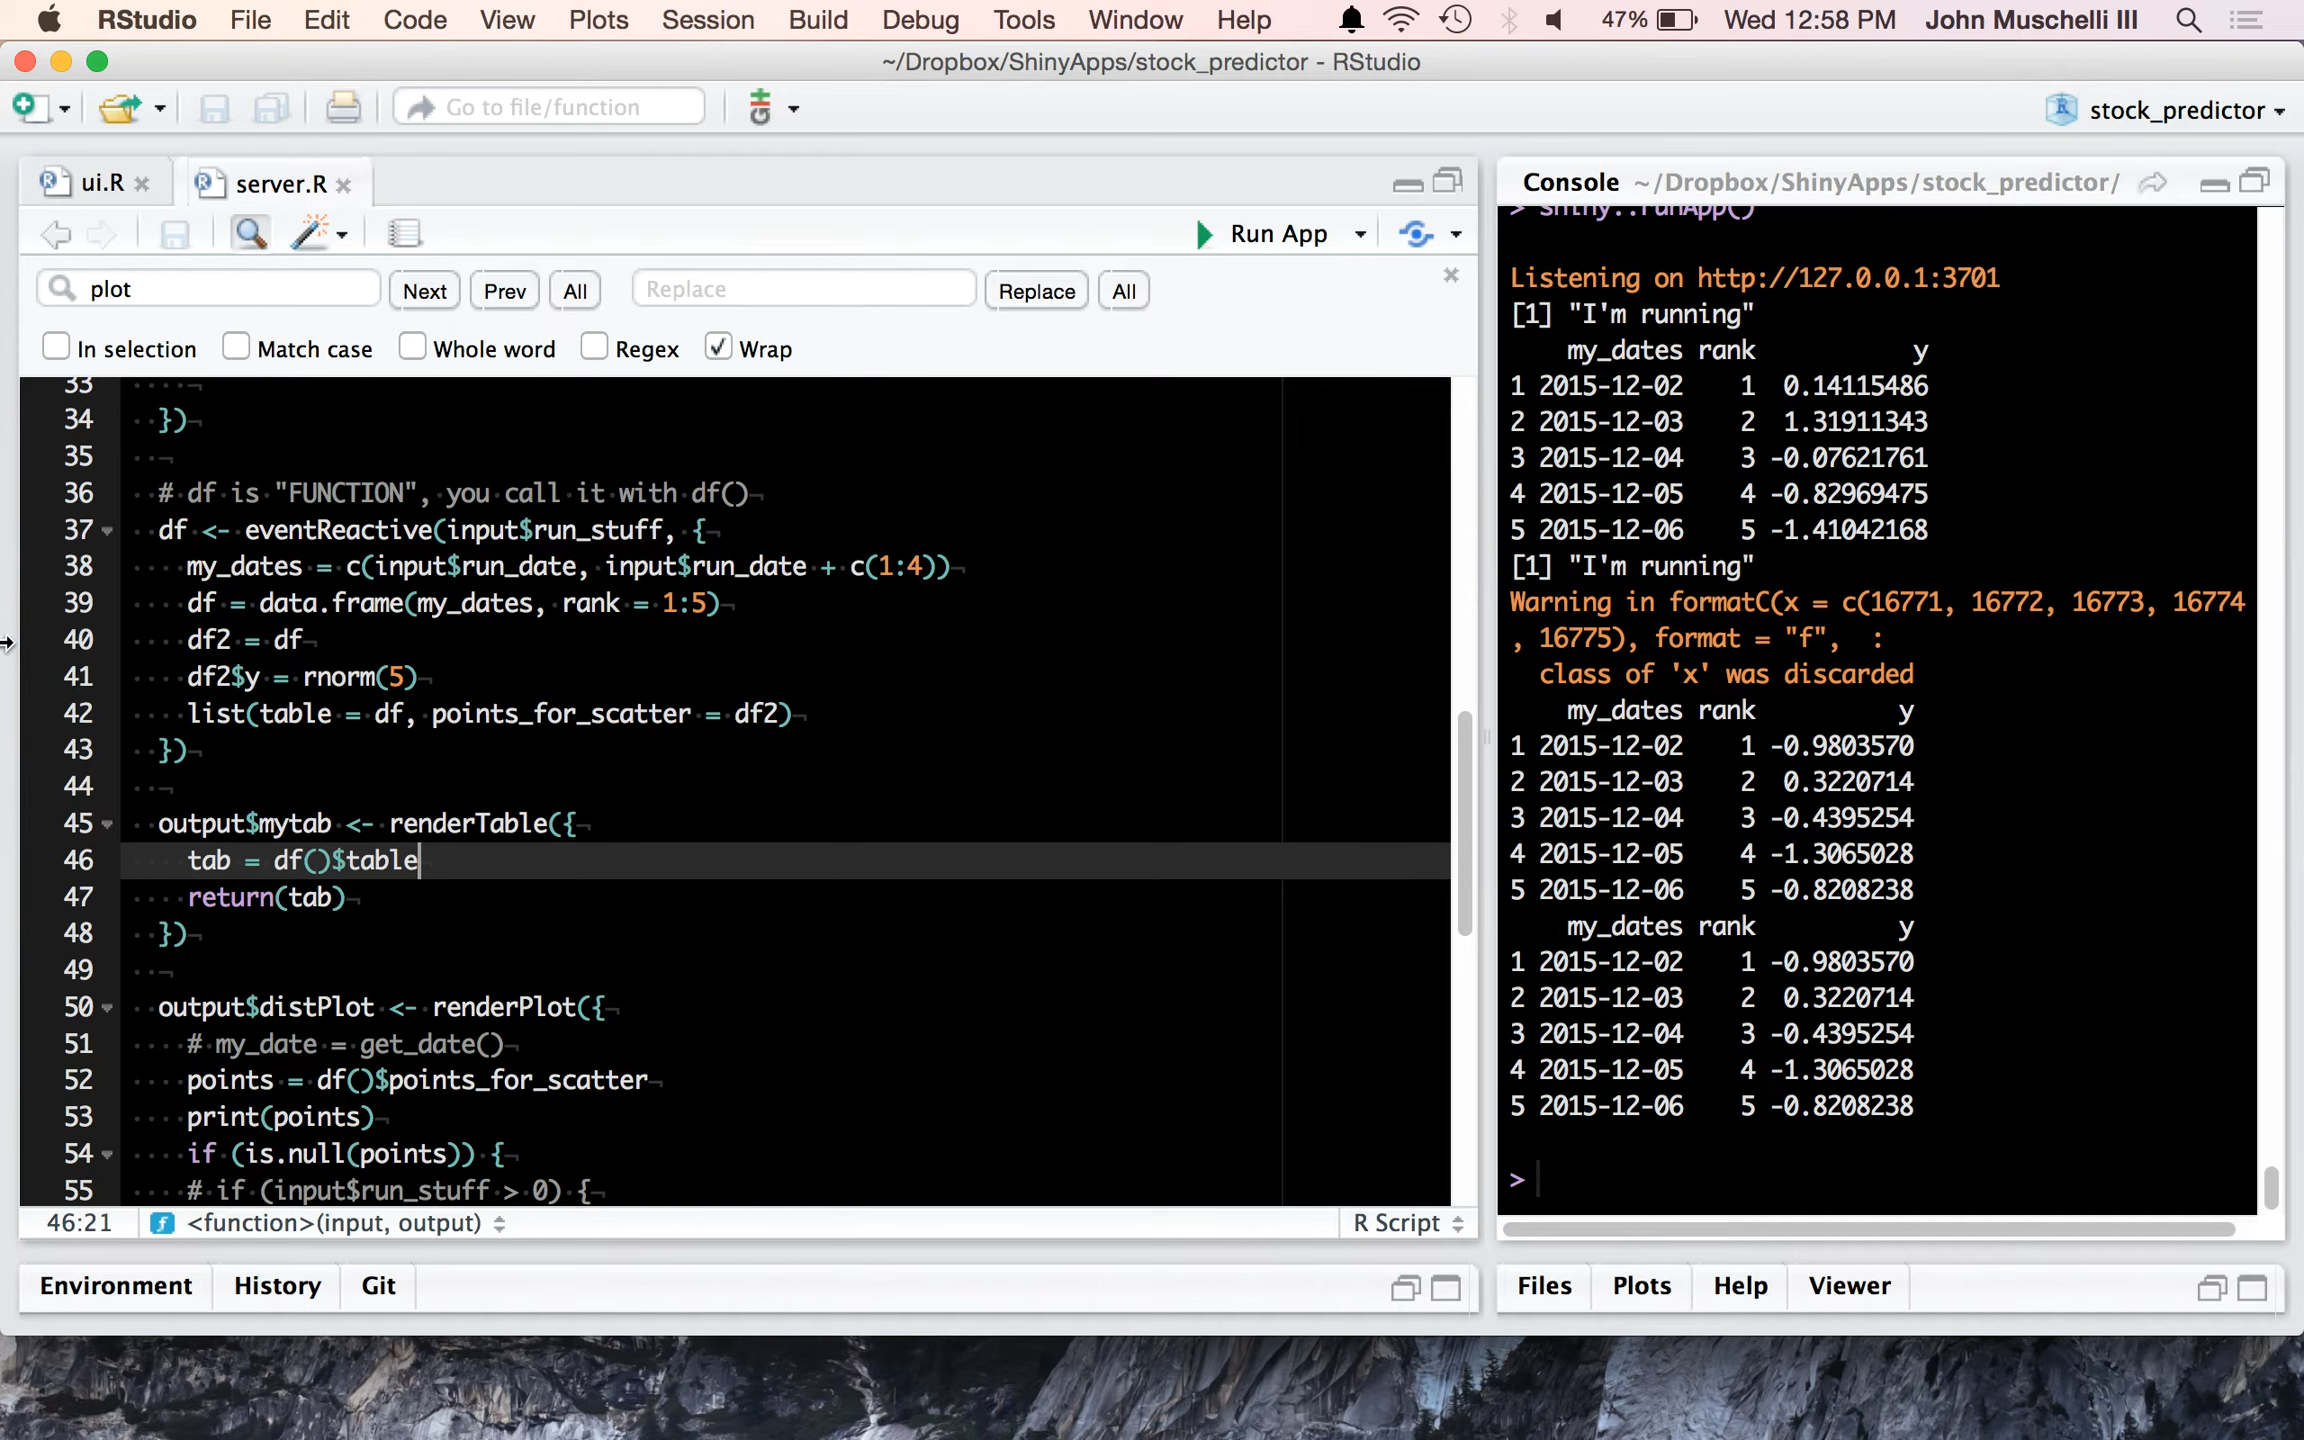 RStudio File Edit Code View Plots Session Build Debug Tools Window Help 47% Wed 12:58 PM John Muschelli III
~/Dropbox/ShinyApps/stock_predictor - RStudio
Go to file/function
stock_predictor
ui.R
server.R
Run App
plot
Next
Prev
All
Replace
Replace
All
In selection
Match case
Whole word
Regex
Wrap
33
34 })
35
36 # df is "FUNCTION", you call it with df()
37 df <- eventReactive(input$run_stuff, {
38 my_dates = c(input$run_date, input$run_date + c(1:4))
39 df = data.frame(my_dates, rank = 1:5)
40 df2 = df
41 df2$y = rnorm(5)
42 list(table = df, points_for_scatter = df2)
43 })
44
45 output$mytab <- renderTable({
46 tab = df()$table
47 return(tab)
48 })
49
50 output$distPlot <- renderPlot({
51 # my_date = get_date()
52 points = df()$points_for_scatter
53 print(points)
54 if (is.null(points)) {
55 # if (input$run_stuff > 0) {
46:21 <function>(input, output) R Script
Environment History Git
Console ~/Dropbox/ShinyApps/stock_predictor/
> shiny::runApp()
Listening on http://127.0.0.1:3701
[1] "I'm running"
my_dates rank y
1 2015-12-02 1 0.14115486
2 2015-12-03 2 1.31911343
3 2015-12-04 3 -0.07621761
4 2015-12-05 4 -0.82969475
5 2015-12-06 5 -1.41042168
[1] "I'm running"
Warning in formatC(x = c(16771, 16772, 16773, 16774
, 16775), format = "f", :
class of 'x' was discarded
my_dates rank y
1 2015-12-02 1 -0.9803570
2 2015-12-03 2 0.3220714
3 2015-12-04 3 -0.4395254
4 2015-12-05 4 -1.3065028
5 2015-12-06 5 -0.8208238
my_dates rank y
1 2015-12-02 1 -0.9803570
2 2015-12-03 2 0.3220714
3 2015-12-04 3 -0.4395254
4 2015-12-05 4 -1.3065028
5 2015-12-06 5 -0.8208238
>
Files Plots Help Viewer